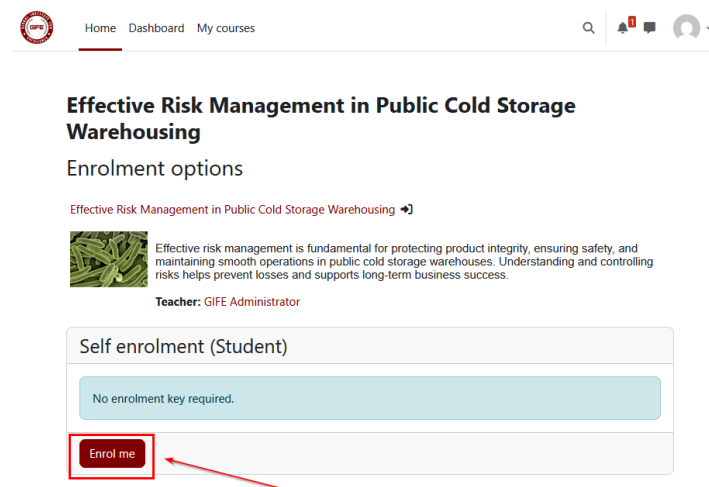 GIFE
Home Dashboard My courses
1
Effective Risk Management in Public Cold Storage
Warehousing
Enrolment options
Effective Risk Management in Public Cold Storage Warehousing
Effective risk management is fundamental for protecting product integrity, ensuring safety, and
maintaining smooth operations in public cold storage warehouses. Understanding and controlling
risks helps prevent losses and supports long-term business success.
Teacher: GIFE Administrator
Self enrolment (Student)
No enrolment key required.
Enrol me